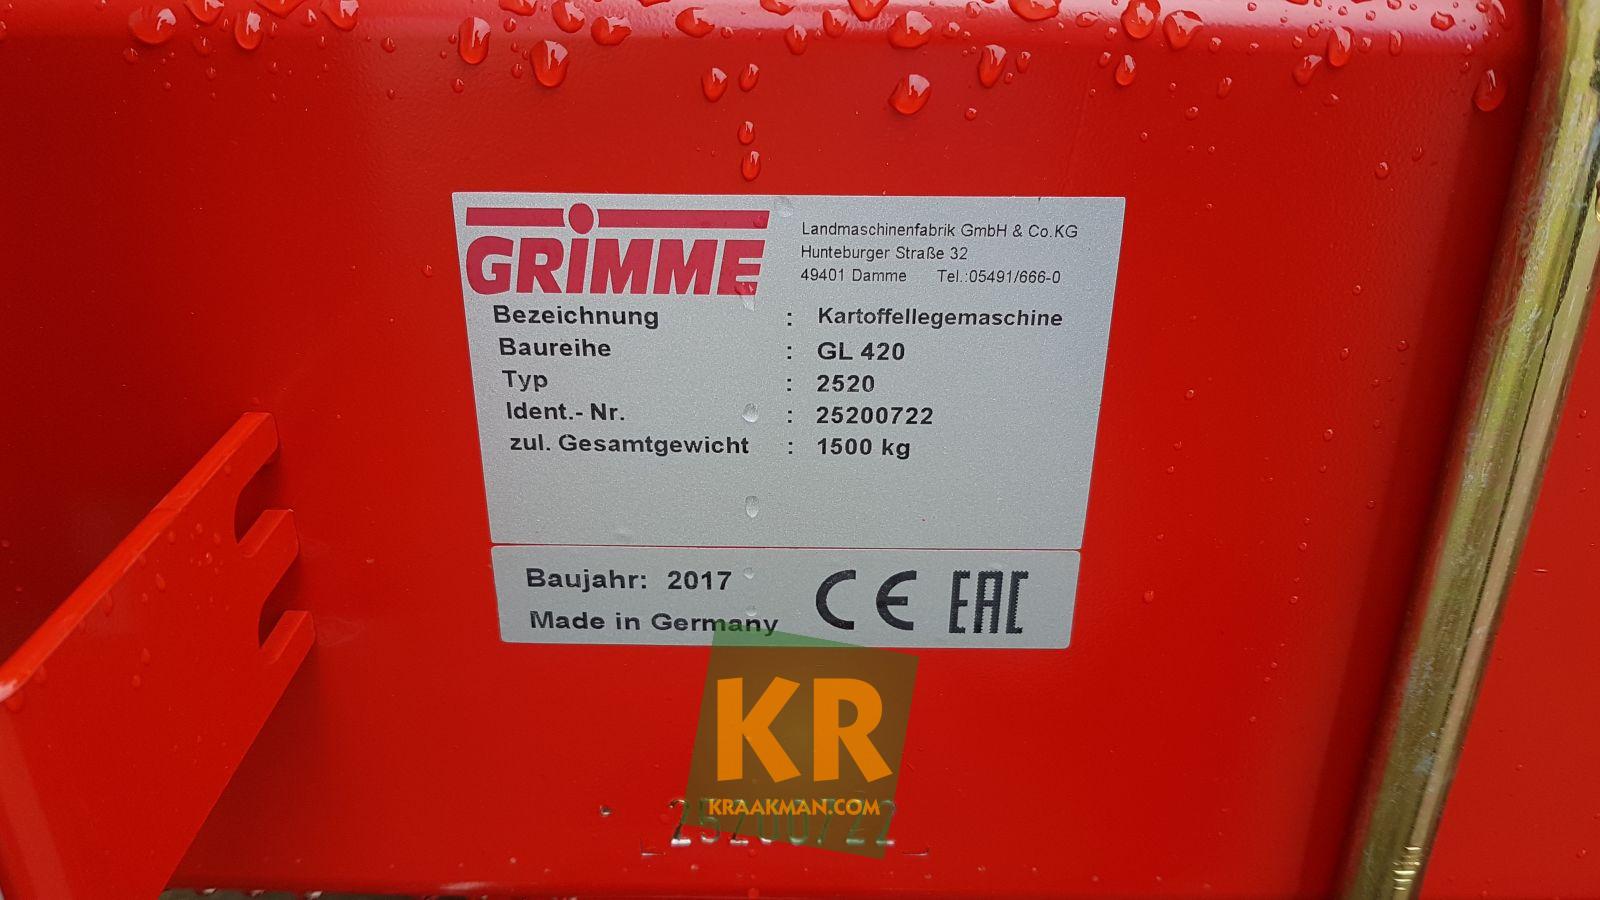 GRIMME
Landmaschinenfabrik GmbH & Co.KG
Hunteburger Straße 32
49401 Damme Tel.:05491/666-0
Bezeichnung : Kartoffellegemaschine
Baureihe : GL 420
Typ : 2520
Ident.- Nr. : 25200722
zul. Gesamtgewicht : 1500 kg
Baujahr: 2017
Made in Germany
CE EAC
KR
KRAAKMAN.COM
25200722